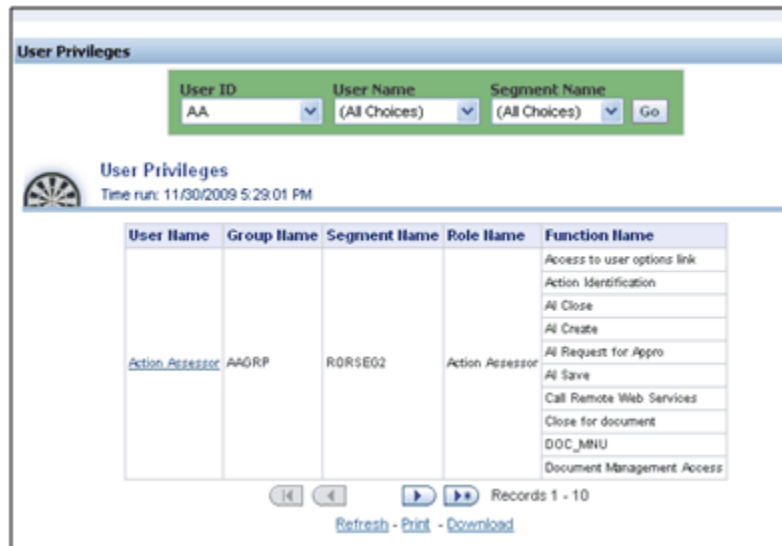 User Privileges
User ID User Name Segment Name
AA (All Choices) (All Choices) Go
User Privileges
Time run: 11/30/2009 5:29:01 PM
User Name Group Name Segment Name Role Name Function Name
Access to user options link
Action Identification
AI Close
AI Create
Action Assessor AAGRP RORSEG2 Action Assessor AI Request for Appro
AI Save
Call Remote Web Services
Close for document
DOC_MNU
Document Management Access
Records 1 - 10
Refresh - Print - Download